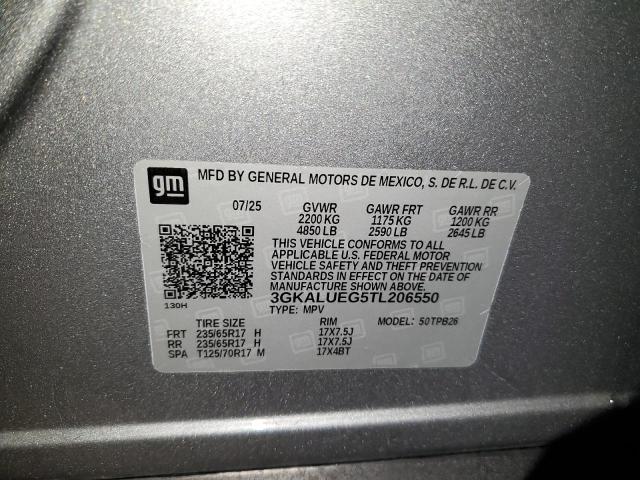 gm
MFD BY GENERAL MOTORS DE MEXICO, S. DE R.L. DE C.V.
07/25 GVWR GAWR FRT GAWR RR
2200 KG 1175 KG 1200 KG
4850 LB 2590 LB 2645 LB
THIS VEHICLE CONFORMS TO ALL
APPLICABLE U.S. FEDERAL MOTOR
VEHICLE SAFETY AND THEFT PREVENTION
STANDARDS IN EFFECT ON THE DATE OF
MANUFACTURE SHOWN ABOVE.
3GKALUEG5TL206550
130H
TYPE: MPV MODEL: 50TPB26
TIRE SIZE RIM
FRT 235/65R17 H 17X7.5J
RR 235/65R17 H 17X7.5J
SPA T125/70R17 M 17X4BT